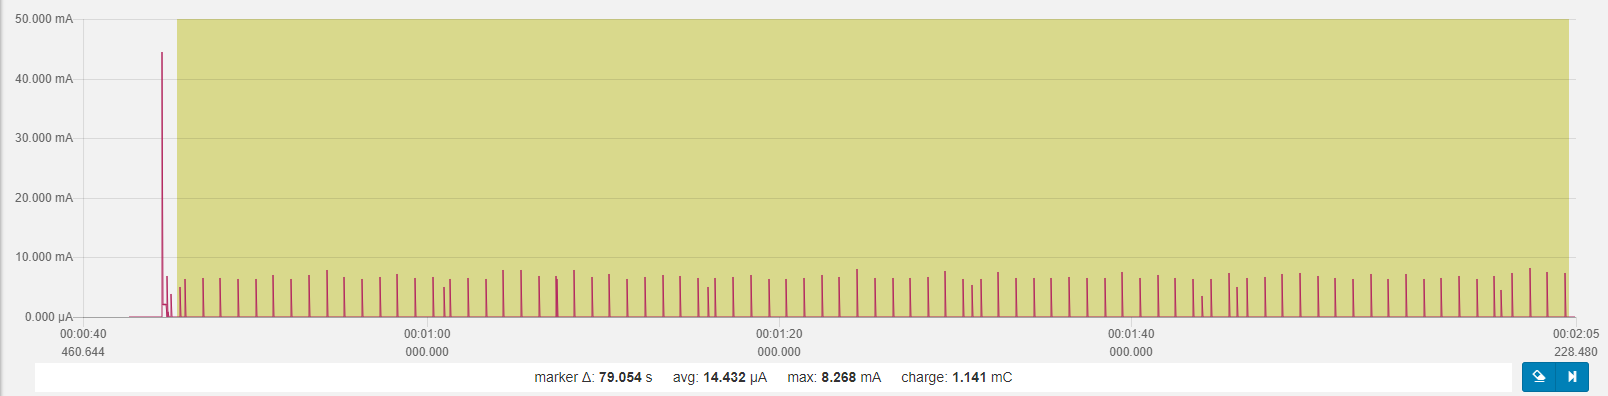 50.000 mA
40.000 mA
30.000 mA
20.000 mA
10.000 mA
0.000 µA
00:00:40 00:01:00 00:01:20 00:01:40 00:02:05
460.644 000.000 000.000 000.000 228.480
marker Δ: 79.054 s avg: 14.432 µA max: 8.268 mA charge: 1.141 mC